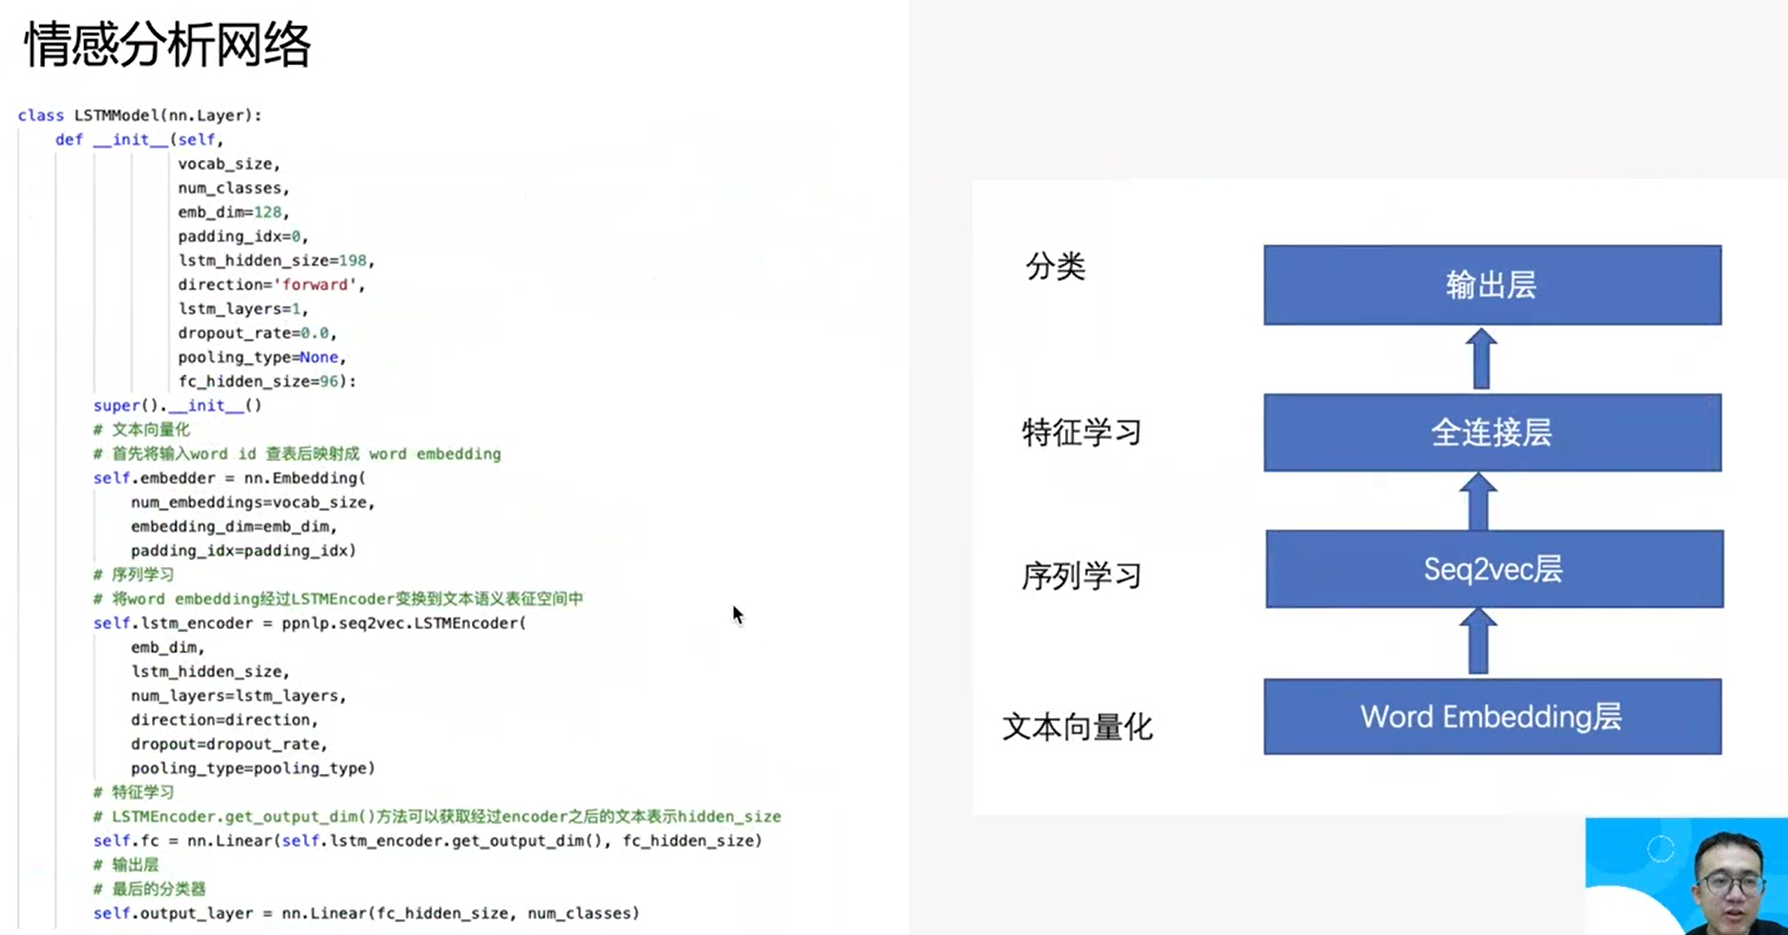 情感分析网络
class LSTMModel(nn.Layer):
def __init__(self,
vocab_size,
num_classes,
emb_dim=128,
padding_idx=0,
lstm_hidden_size=198,
direction='forward',
lstm_layers=1,
dropout_rate=0.0,
pooling_type=None,
fc_hidden_size=96):
super().__init__()
# 文本向量化
# 首先将输入word id 查表后映射成 word embedding
self.embedder = nn.Embedding(
num_embeddings=vocab_size,
embedding_dim=emb_dim,
padding_idx=padding_idx)
# 序列学习
# 将word embedding经过LSTMEncoder变换到文本语义表征空间中
self.lstm_encoder = ppnlp.seq2vec.LSTMEncoder(
emb_dim,
lstm_hidden_size,
num_layers=lstm_layers,
direction=direction,
dropout=dropout_rate,
pooling_type=pooling_type)
# 特征学习
# LSTMEncoder.get_output_dim()方法可以获取经过encoder之后的文本表示hidden_size
self.fc = nn.Linear(self.lstm_encoder.get_output_dim(), fc_hidden_size)
# 输出层
# 最后的分类器
self.output_layer = nn.Linear(fc_hidden_size, num_classes)
分类
输出层
特征学习
全连接层
序列学习
Seq2vec层
文本向量化
Word Embedding层